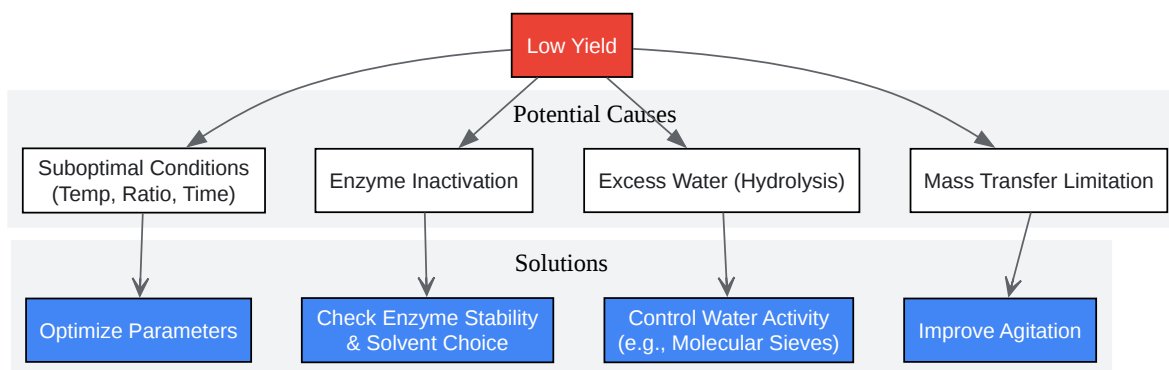 Low Yield
Potential Causes
Suboptimal Conditions
(Temp, Ratio, Time)
Enzyme Inactivation
Excess Water (Hydrolysis)
Mass Transfer Limitation
Solutions
Optimize Parameters
Check Enzyme Stability
& Solvent Choice
Control Water Activity
(e.g., Molecular Sieves)
Improve Agitation